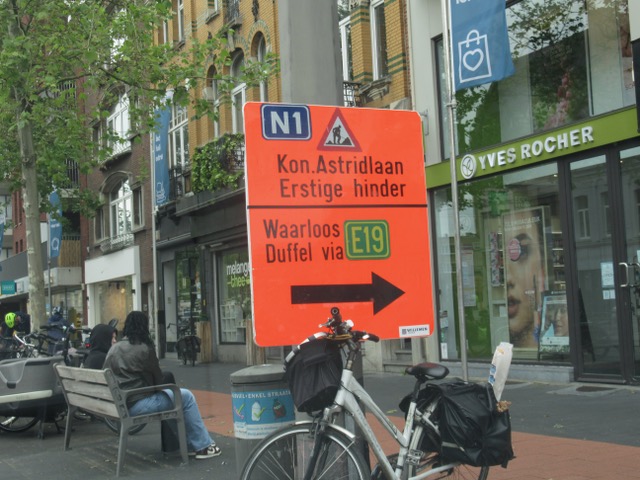 N1
Kon.Astridlaan
Erstige hinder
Waarloos
Duffel via
E19
YVES ROCHER